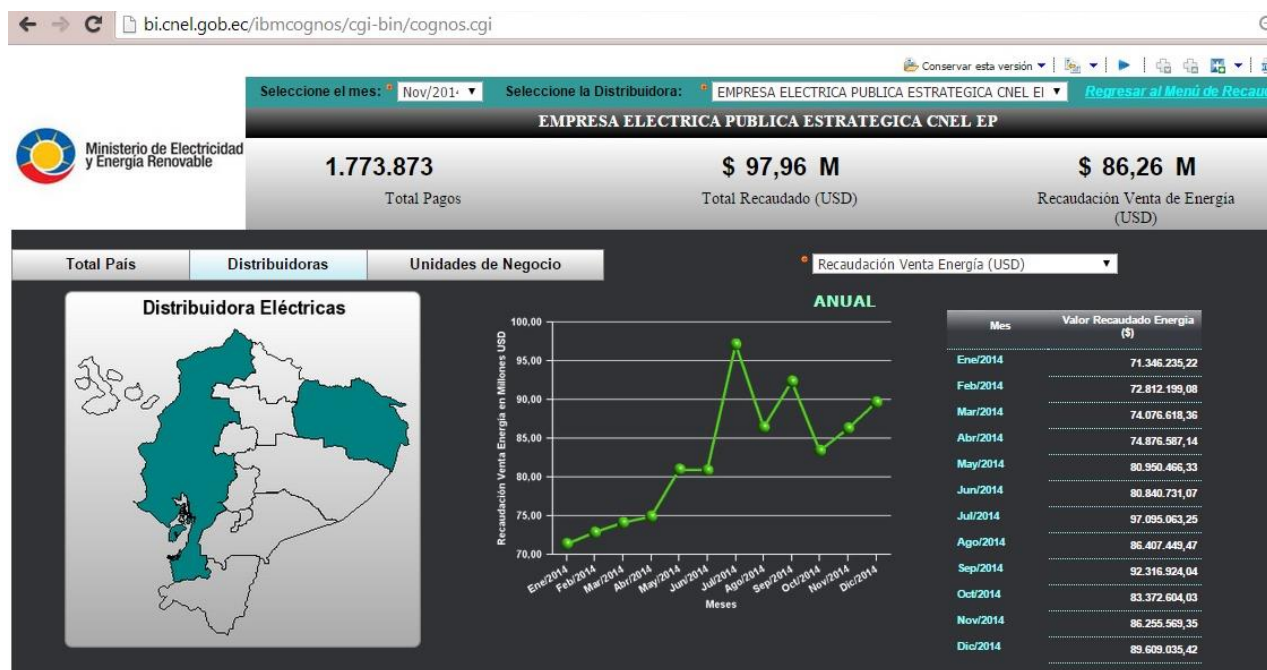 bi.cnel.gob.ec/ibmcognos/cgi-bin/cognos.cgi
Conservar esta versión
Seleccione el mes: Nov/201
Seleccione la Distribuidora: EMPRESA ELECTRICA PUBLICA ESTRATEGICA CNEL EI
Regresar al Menú de Recau
EMPRESA ELECTRICA PUBLICA ESTRATEGICA CNEL EP
Ministerio de Electricidad
y Energía Renovable
1.773.873
Total Pagos
$ 97,96 M
Total Recaudado (USD)
$ 86,26 M
Recaudación Venta de Energía
(USD)
Total País
Distribuidoras
Unidades de Negocio
Recaudación Venta Energía (USD)
Distribuidora Eléctricas
ANUAL
Recaudación Venta Energía en Millones USD
100,00
95,00
90,00
85,00
80,00
75,00
70,00
Ene/2014 Feb/2014 Mar/2014 Abr/2014 May/2014 Jun/2014 Jul/2014 Ago/2014 Sep/2014 Oct/2014 Nov/2014 Dic/2014
Meses
Mes Valor Recaudado Energía
($)
Ene/2014 71.346.235,22
Feb/2014 72.812.199,08
Mar/2014 74.076.618,36
Abr/2014 74.876.587,14
May/2014 80.950.466,33
Jun/2014 80.840.731,07
Jul/2014 97.095.063,25
Ago/2014 86.407.449,47
Sep/2014 92.316.924,04
Oct/2014 83.372.604,03
Nov/2014 86.255.569,35
Dic/2014 89.609.035,42